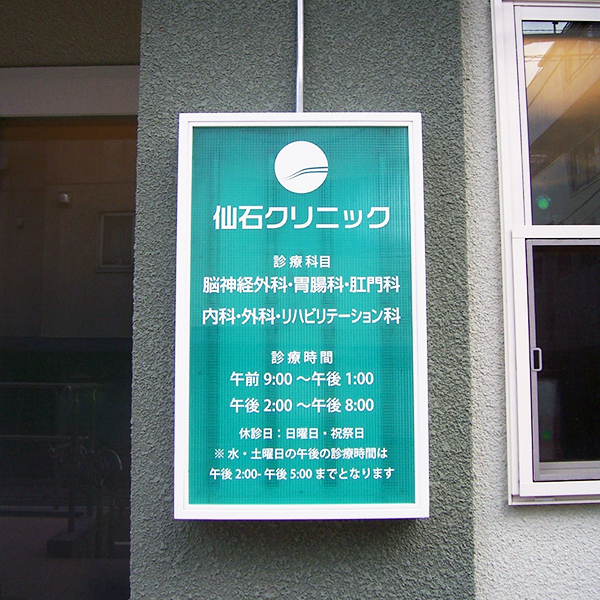 仙石クリニック
診療科目
脳神経外科・胃腸科・肛門科
内科・外科・リハビリテーション科
診療時間
午前 9:00 〜午後 1:00
午後 2:00 〜午後 8:00
休診日：日曜日・祝祭日
※ 水・土曜日の午後の診療時間は
午後 2:00- 午後 5:00 までとなります